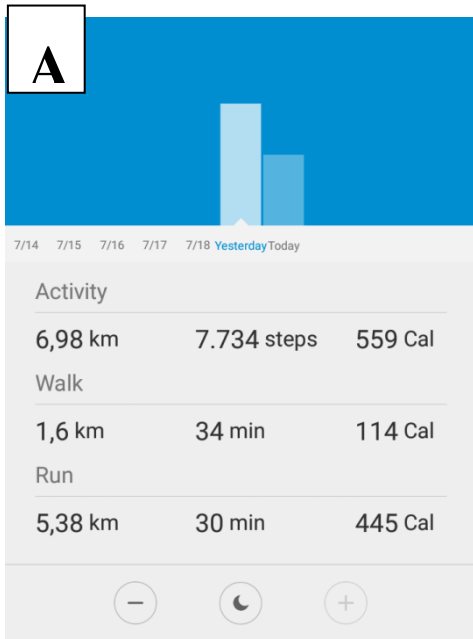 A
7/14 7/15 7/16 7/17 7/18 Yesterday Today
Activity
6,98 km 7.734 steps 559 Cal
Walk
1,6 km 34 min 114 Cal
Run
5,38 km 30 min 445 Cal